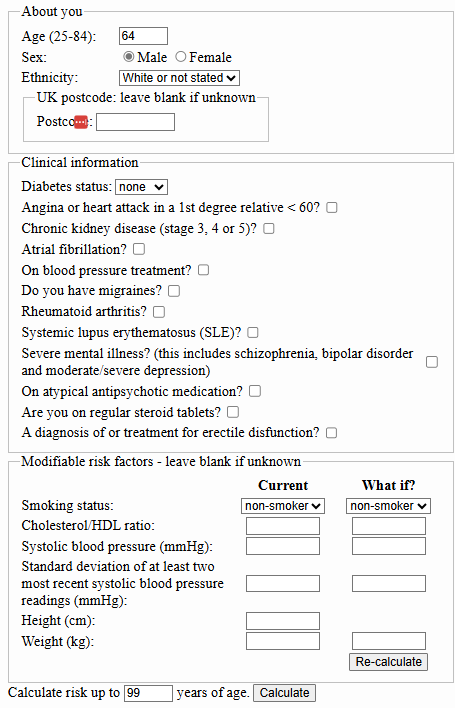 About you
Age (25-84): 64
Sex: Male Female
Ethnicity: White or not stated
UK postcode: leave blank if unknown
Postco :
Clinical information
Diabetes status: none
Angina or heart attack in a 1st degree relative < 60?
Chronic kidney disease (stage 3, 4 or 5)?
Atrial fibrillation?
On blood pressure treatment?
Do you have migraines?
Rheumatoid arthritis?
Systemic lupus erythematosus (SLE)?
Severe mental illness? (this includes schizophrenia, bipolar disorder
and moderate/severe depression)
On atypical antipsychotic medication?
Are you on regular steroid tablets?
A diagnosis of or treatment for erectile disfunction?
Modifiable risk factors - leave blank if unknown
Current What if?
Smoking status: non-smoker non-smoker
Cholesterol/HDL ratio:
Systolic blood pressure (mmHg):
Standard deviation of at least two
most recent systolic blood pressure
readings (mmHg):
Height (cm):
Weight (kg):
Re-calculate
Calculate risk up to 99 years of age. Calculate